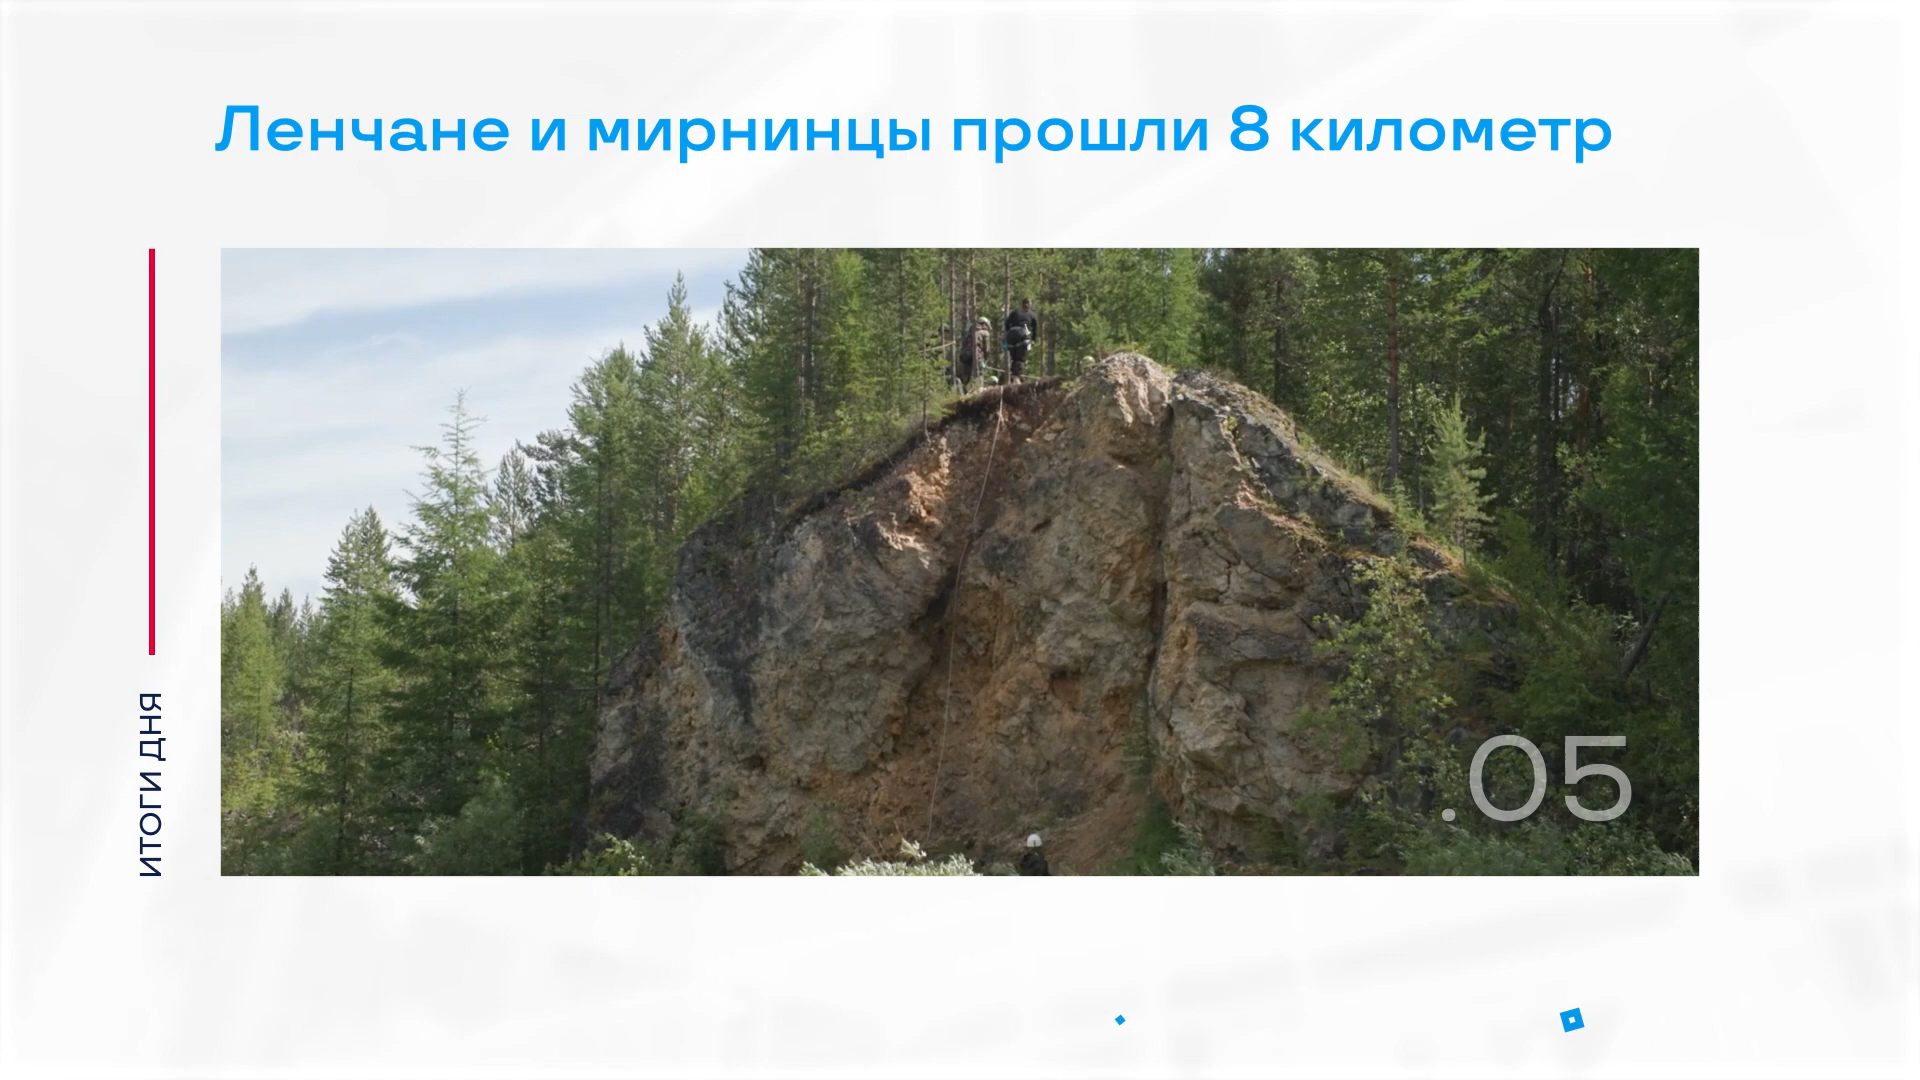 Ленчане и мирнинцы прошли 8 километр
ИТОГИ ДНЯ
.05